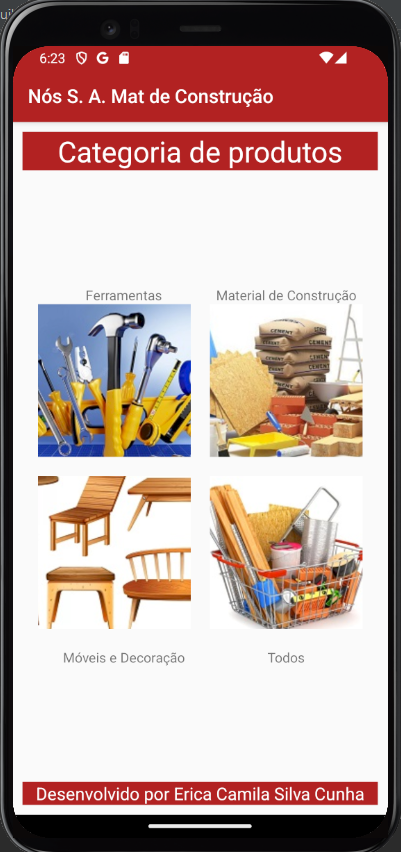 6:23
Nós S. A. Mat de Construção
Categoria de produtos
Ferramentas
Material de Construção
CEMENT
CEMENT
CEMENT
CEMENT
Móveis e Decoração
Todos
Desenvolvido por Erica Camila Silva Cunha